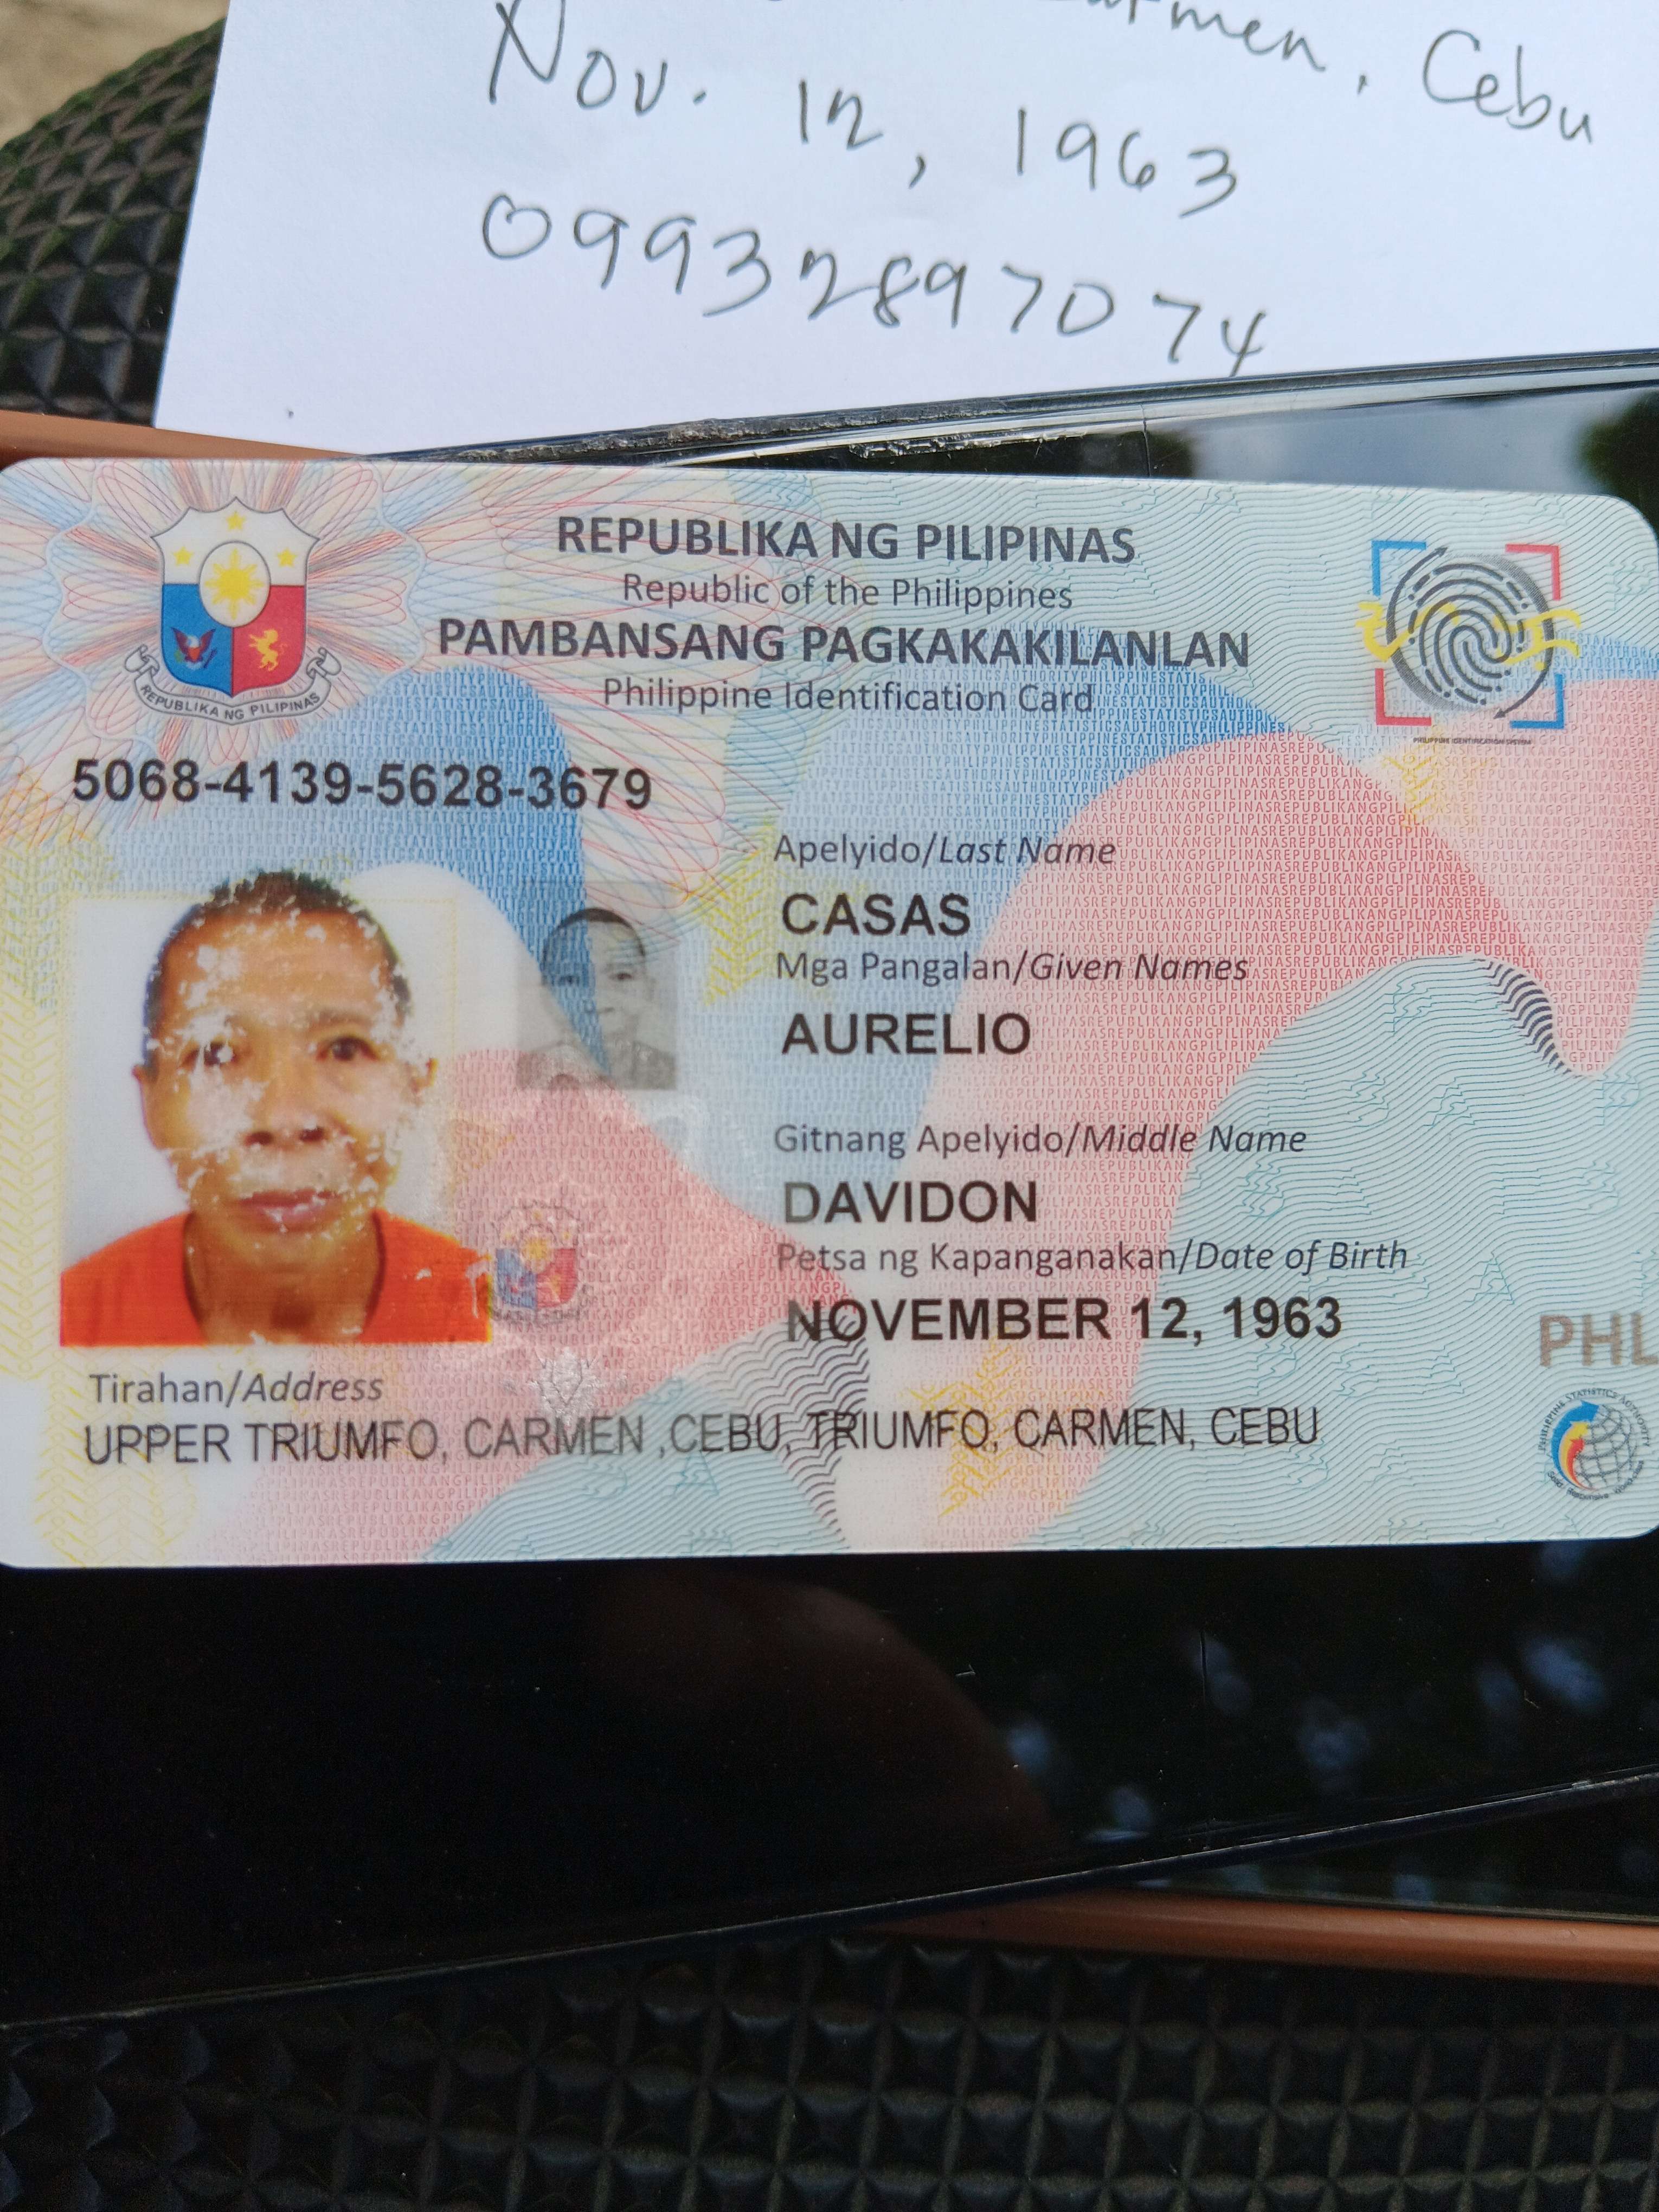 Carmen, Cebu
Nov. 12, 1963
09932897074
REPUBLIKA NG PILIPINAS
Republic of the Philippines
PAMBANSANG PAGKAKAKILANLAN
Philippine Identification Card
REPUBLIKA NG PILIPINAS
PHILIPPINE IDENTIFICATION SYSTEM
5068-4139-5628-3679
Apelyido/Last Name
CASAS
Mga Pangalan/Given Names
AURELIO
Gitnang Apelyido/Middle Name
DAVIDON
Petsa ng Kapanganakan/Date of Birth
NOVEMBER 12, 1963
PHL
Tirahan/Address
UPPER TRIUMFO, CARMEN ,CEBU, TRIUMFO, CARMEN, CEBU
PHILIPPINE STATISTICS AUTHORITY